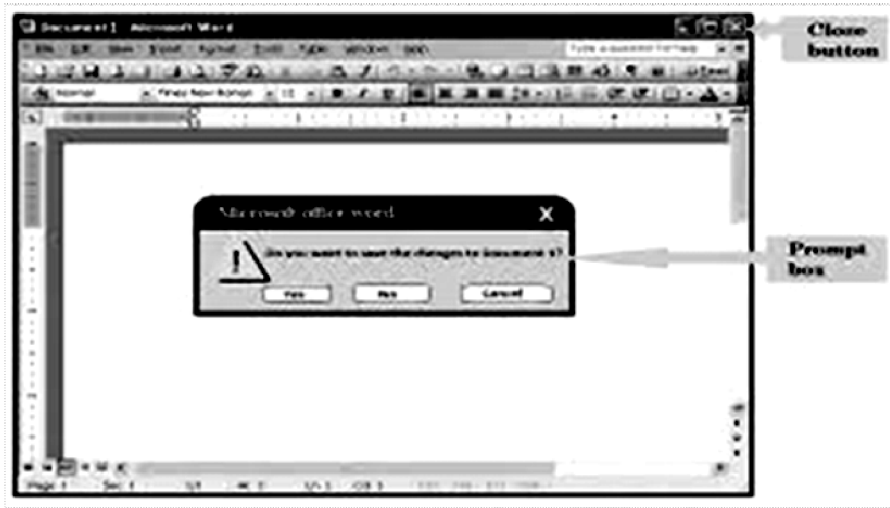 Document1 Microsoft Word
File Edit View Insert Format Tools Table Window Help
Type a question for help
Normal Times New Roman 12
Close
button
Microsoft office word
Do you want to save the changes to Document 1?
Yes No Cancel
Prompt
box
Page 1 Sec 1 1/1